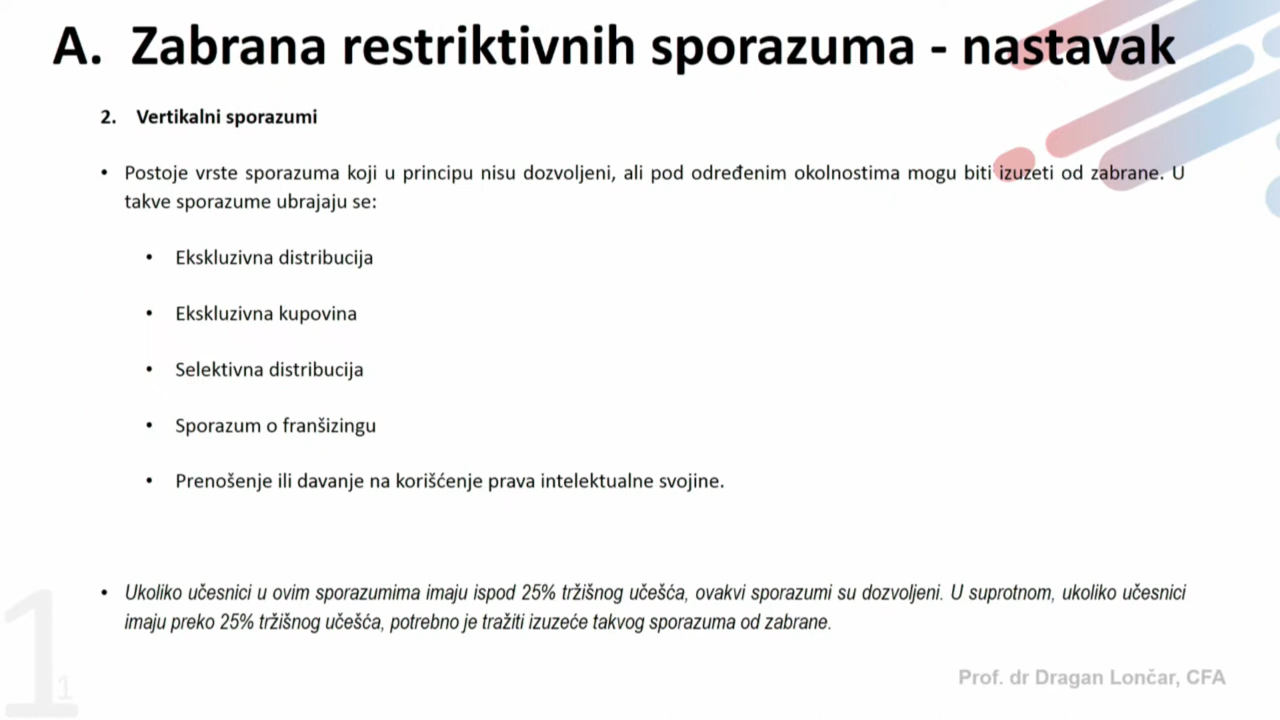 A. Zabrana restriktivnih sporazuma - nastavak
2. Vertikalni sporazumi
• Postoje vrste sporazuma koji u principu nisu dozvoljeni, ali pod određenim okolnostima mogu biti izuzeti od zabrane. U
takve sporazume ubrajaju se:
• Ekskluzivna distribucija
• Ekskluzivna kupovina
• Selektivna distribucija
• Sporazum o franšizingu
• Prenošenje ili davanje na korišćenje prava intelektualne svojine.
• Ukoliko učesnici u ovim sporazumima imaju ispod 25% tržišnog učešća, ovakvi sporazumi su dozvoljeni. U suprotnom, ukoliko učesnici
imaju preko 25% tržišnog učešća, potrebno je tražiti izuzeće takvog sporazuma od zabrane.
1
1
Prof. dr Dragan Lončar, CFA